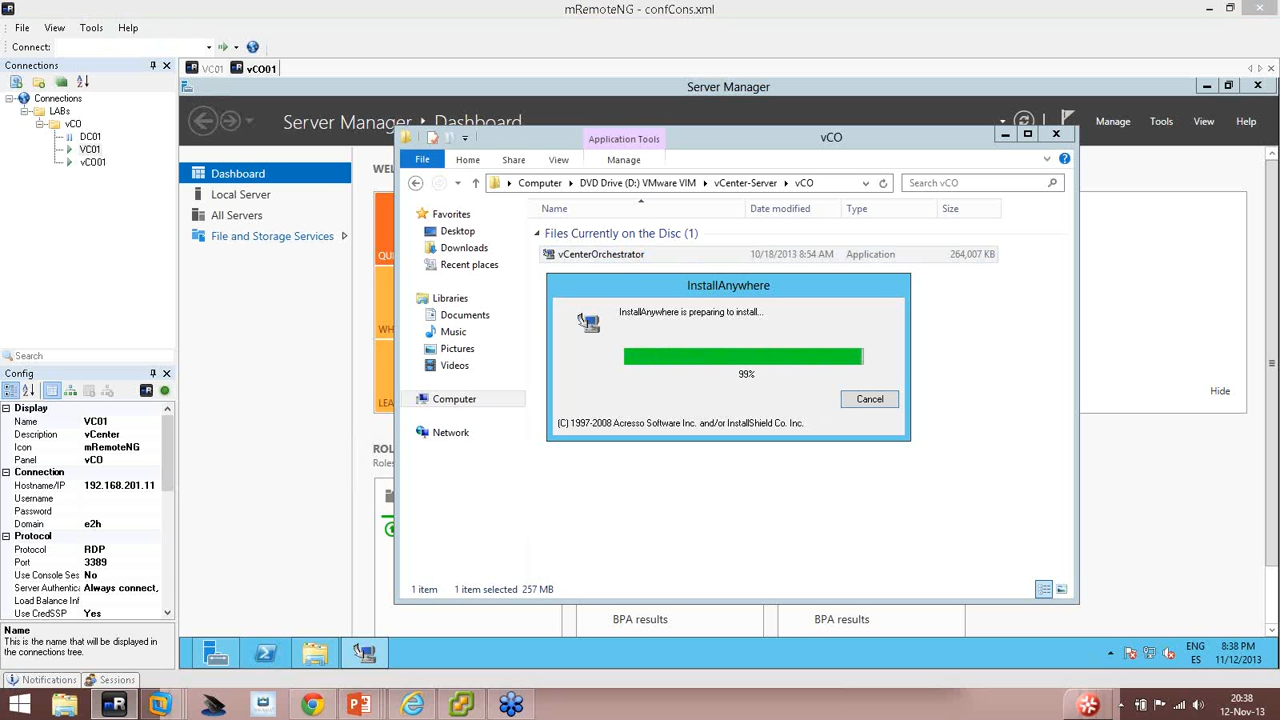 mRemoteNG - confCons.xml
File View Tools Help
Connect:
Connections
VC01 vCO01
Connections
LABs
vCO
DC01
VC01
vCO01
Server Manager
Server Manager Dashboard
Manage Tools View Help
Dashboard
Local Server
All Servers
File and Storage Services
Application Tools vCO
File Home Share View Manage
Computer DVD Drive (D:) VMware VIM vCenter-Server vCO
Search vCO
Favorites
Desktop
Downloads
Recent places
Libraries
Documents
Music
Pictures
Videos
Computer
Network
Name Date modified Type Size
Files Currently on the Disc (1)
vCenterOrchestrator 10/18/2013 8:54 AM Application 264,007 KB
InstallAnywhere
InstallAnywhere is preparing to install...
99%
Cancel
(C) 1997-2008 Acresso Software Inc. and/or InstallShield Co. Inc.
Hide
1 item 1 item selected 257 MB
BPA results
BPA results
Search
Config
Display
Name VC01
Description vCenter
Icon mRemoteNG
Panel vCO
Connection
Hostname/IP 192.168.201.11
Username
Password
Domain e2h
Protocol
Protocol RDP
Port 3389
Use Console Ses No
Server Authentica Always connect,
Load Balance Inf
Use CredSSP Yes
Name
This is the name that will be displayed in
the connections tree.
Notifications Sessions
ENG
ES
8:38 PM
11/12/2013
20:38
12-Nov-13